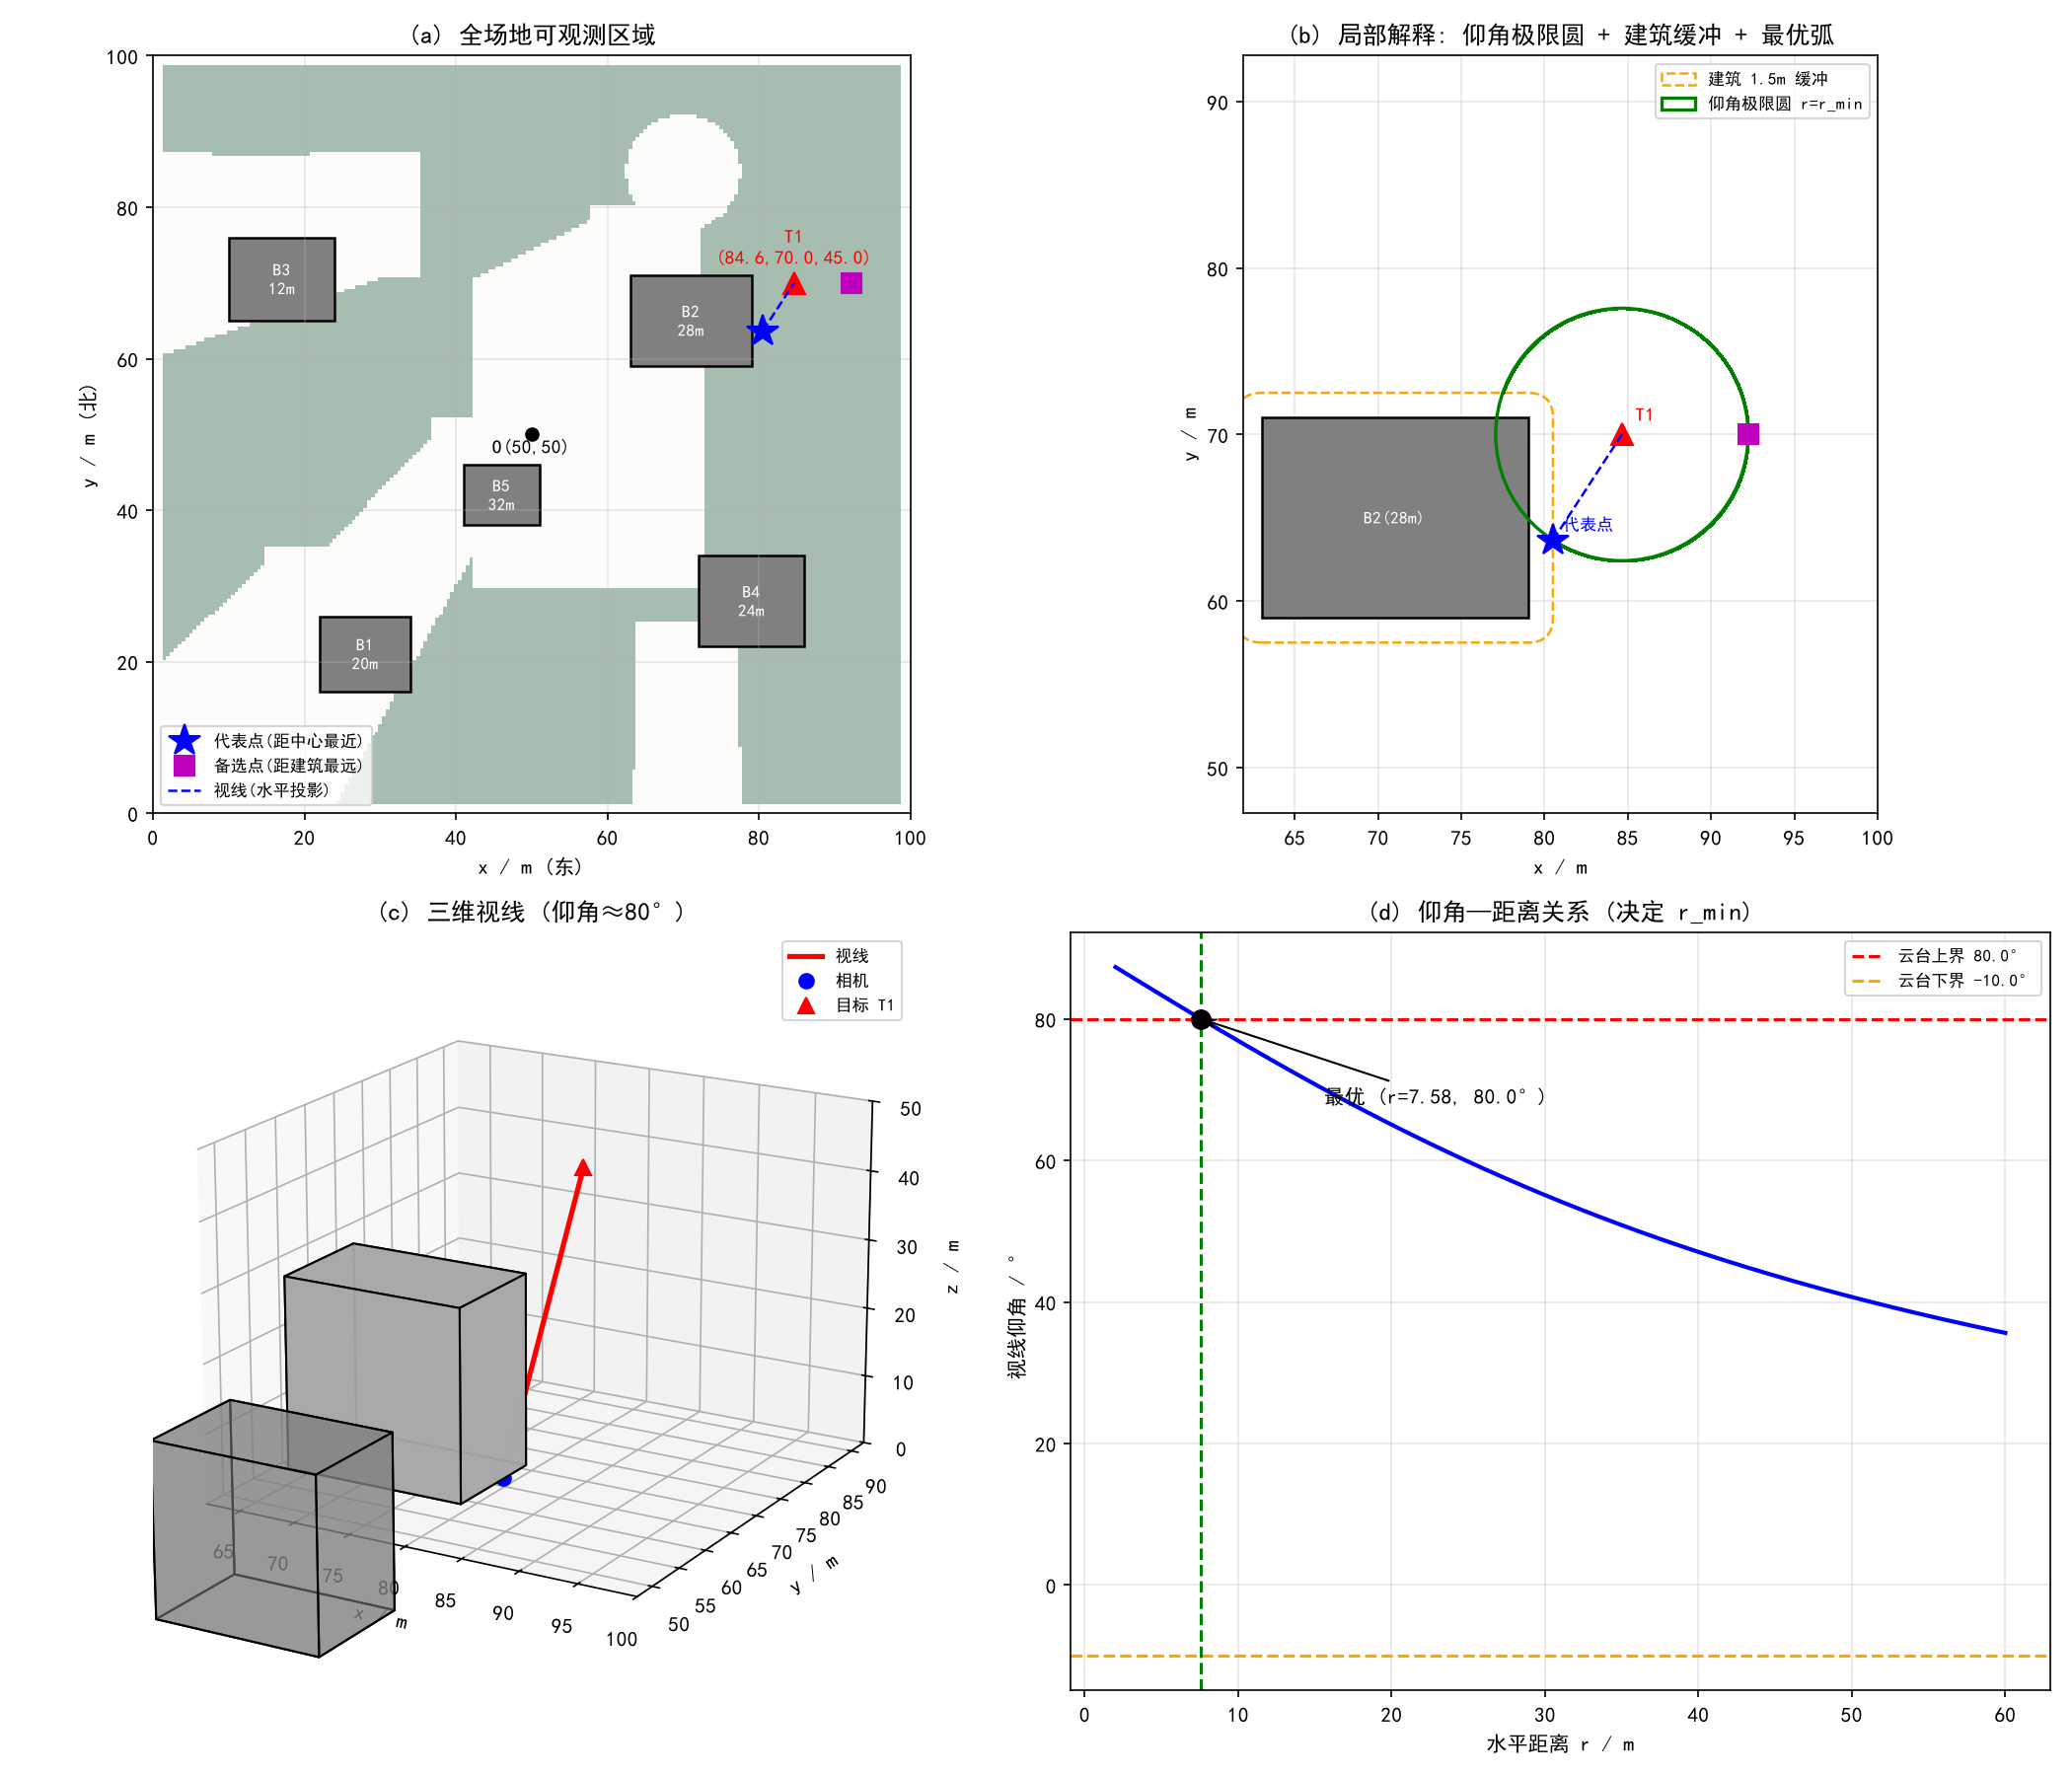 (a) 全场地可观测区域
100
80
60
40
20
0
0
20
40
60
80
100
y / m (北)
x / m (东)
B3
12m
B2
28m
T1
(84.6,70.0,45.0)
O(50,50)
B5
32m
B4
24m
B1
20m
代表点(距中心最近)
备选点(距建筑最远)
视线(水平投影)
(b) 局部解释: 仰角极限圆 + 建筑缓冲 + 最优弧
建筑 1.5m 缓冲
仰角极限圆 r=r_min
90
80
70
60
50
65
70
75
80
85
90
95
100
y / m
x / m
T1
B2(28m)
代表点
(c) 三维视线 (仰角≈80°)
视线
相机
目标 T1
50
40
30
20
10
0
z / m
90
85
80
75
70
65
60
55
50
y / m
65
70
75
80
85
90
95
100
x
m
(d) 仰角—距离关系 (决定 r_min)
云台上界 80.0°
云台下界 -10.0°
最优 (r=7.58, 80.0°)
80
60
40
20
0
视线仰角 / °
0
10
20
30
40
50
60
水平距离 r / m